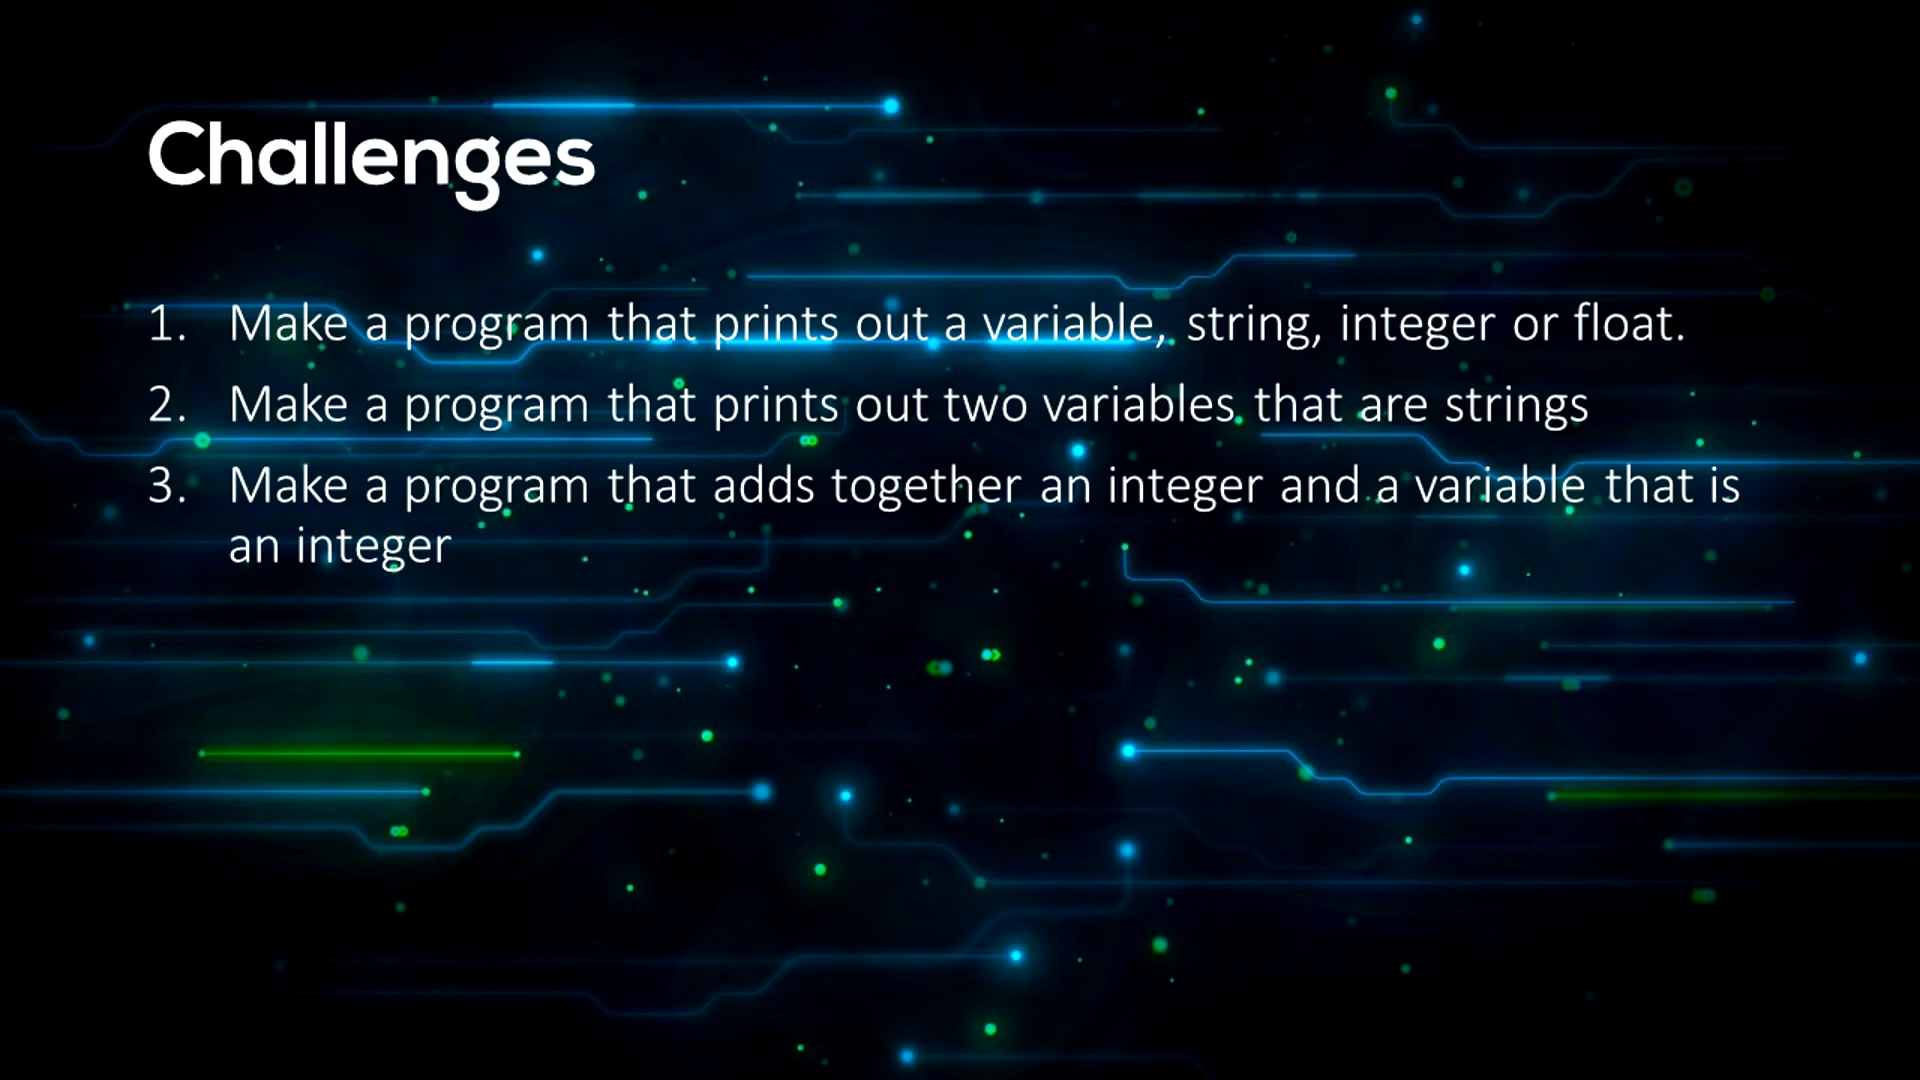 Challenges
1. Make a program that prints out a variable, string, integer or float.
2. Make a program that prints out two variables that are strings
3. Make a program that adds together an integer and a variable that is
an integer